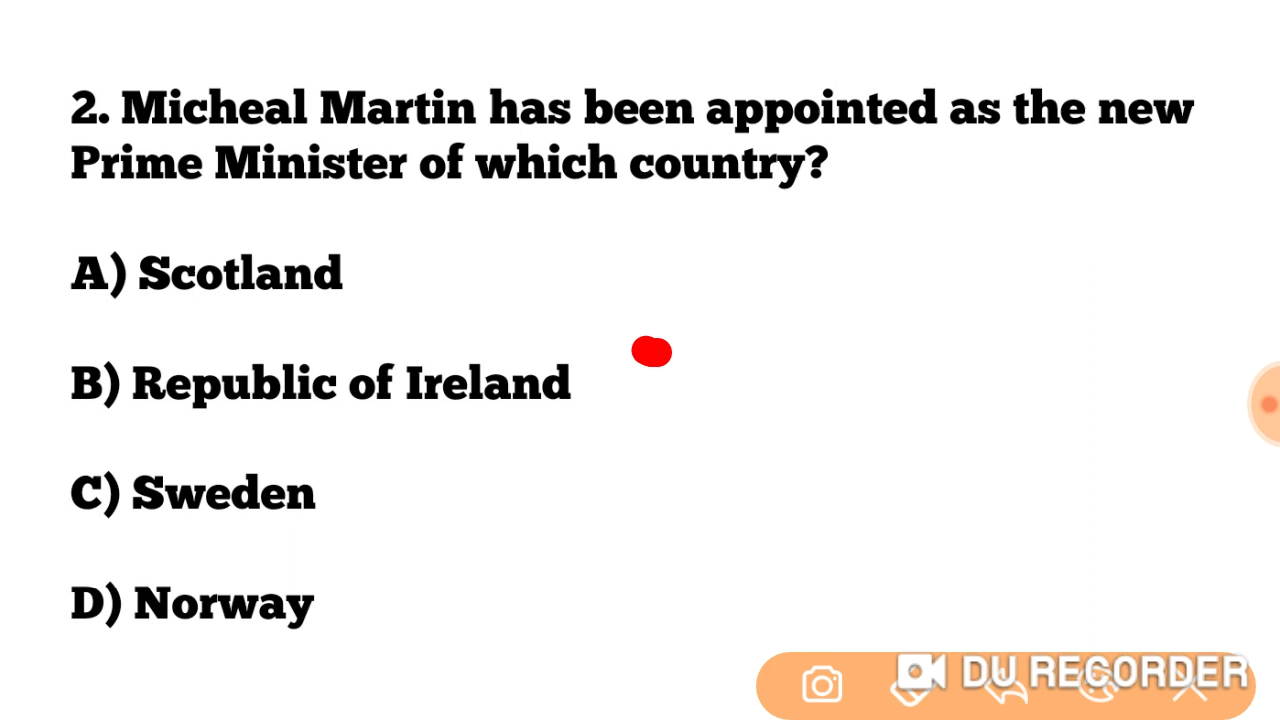 2. Micheal Martin has been appointed as the new
Prime Minister of which country?
A) Scotland
B) Republic of Ireland
C) Sweden
D) Norway
DU RECORDER